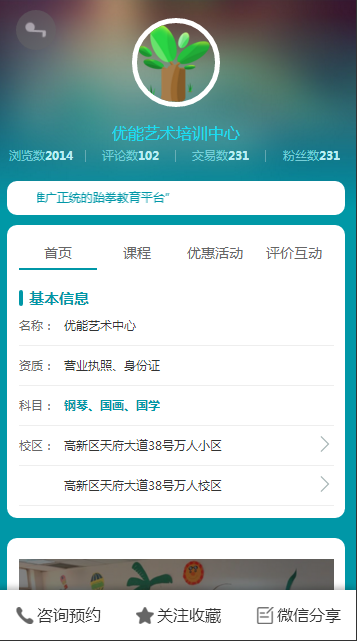 优能艺术培训中心
浏览数2014 评论数102 交易数231 粉丝数231
推广正统的跆拳教育平台”
首页 课程 优惠活动 评价互动
基本信息
名称： 优能艺术中心
资质： 营业执照、身份证
科目： 钢琴、国画、国学
校区： 高新区天府大道38号万人小区
高新区天府大道38号万人校区
咨询预约 关注收藏 微信分享